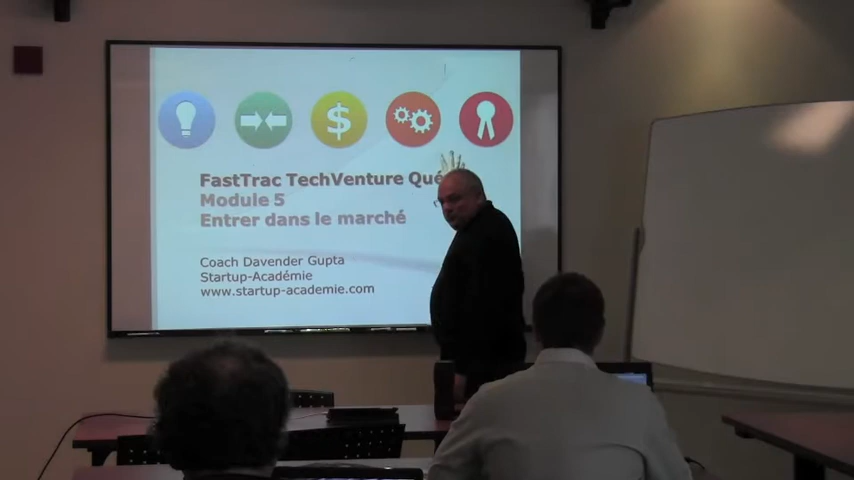 FastTrac TechVenture Qué
Module 5
Entrer dans le marché
Coach Davender Gupta
Startup-Académie
www.startup-academie.com